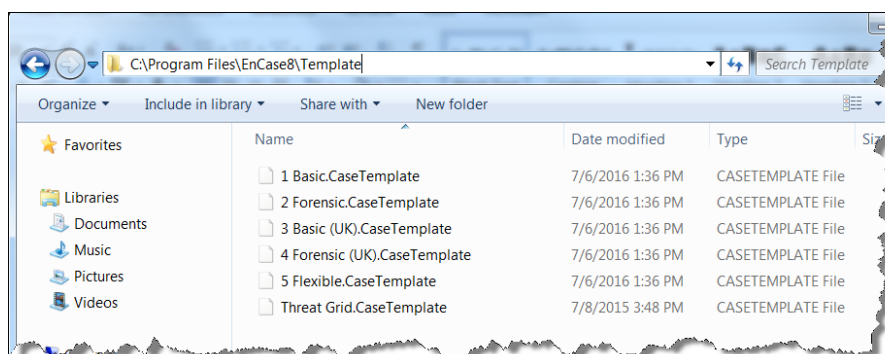 C:\Program Files\EnCase8\Template
Search Template
Organize Include in library Share with New folder
Favorites
Libraries
Documents
Music
Pictures
Videos
Name Date modified Type
1 Basic.CaseTemplate 7/6/2016 1:36 PM CASETEMPLATE File
2 Forensic.CaseTemplate 7/6/2016 1:36 PM CASETEMPLATE File
3 Basic (UK).CaseTemplate 7/6/2016 1:36 PM CASETEMPLATE File
4 Forensic (UK).CaseTemplate 7/6/2016 1:36 PM CASETEMPLATE File
5 Flexible.CaseTemplate 7/6/2016 1:36 PM CASETEMPLATE File
Threat Grid.CaseTemplate 7/8/2015 3:48 PM CASETEMPLATE File